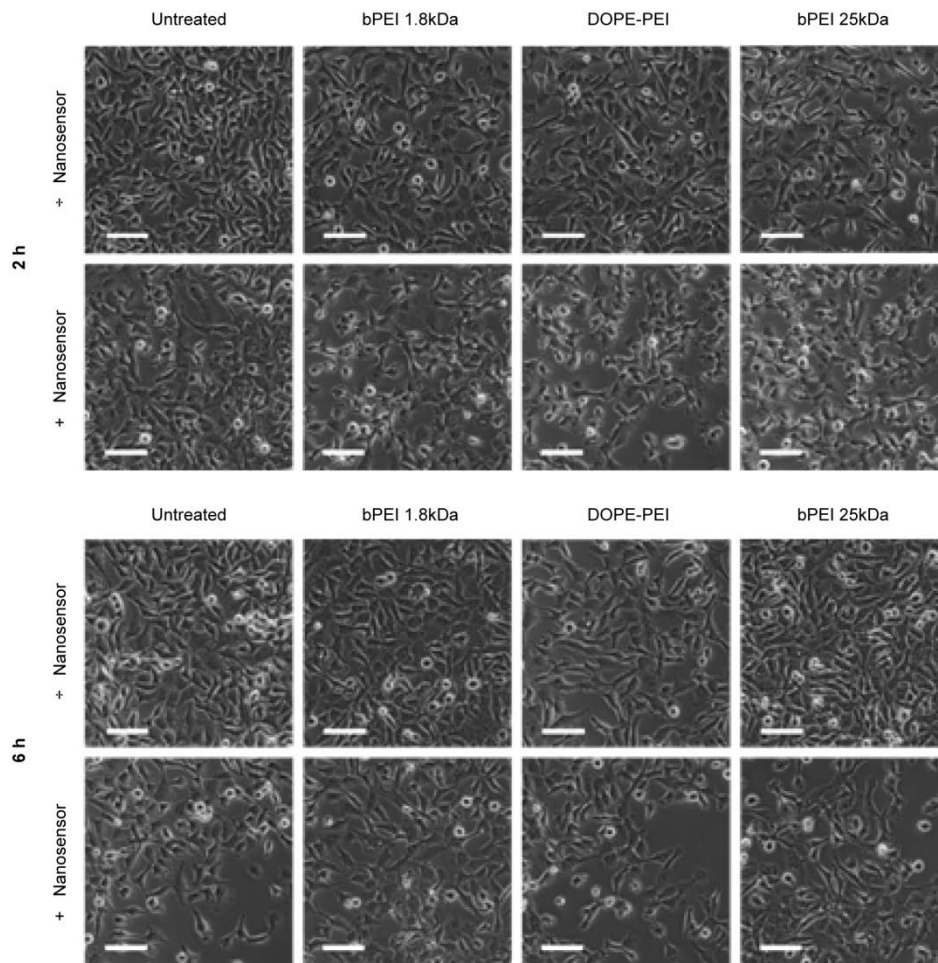 Untreated bPEI 1.8kDa DOPE-PEI bPEI 25kDa
÷ Nanosensor
2 h
+ Nanosensor
Untreated bPEI 1.8kDa DOPE-PEI bPEI 25kDa
÷ Nanosensor
6 h
+ Nanosensor